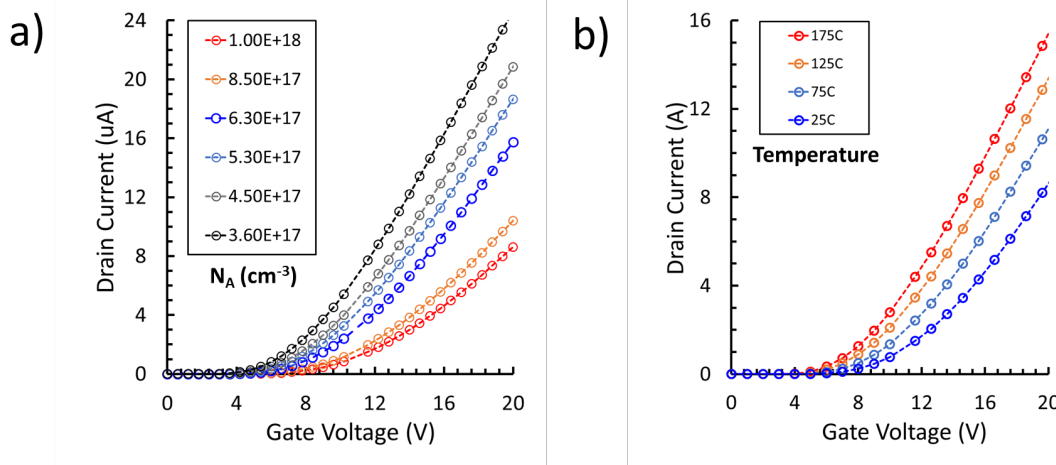 a)
24
20
16
12
8
4
0
Drain Current (uA)
1.00E+18
8.50E+17
6.30E+17
5.30E+17
4.50E+17
3.60E+17
N_A (cm⁻³)
0 4 8 12 16 20
Gate Voltage (V)
b)
16
12
8
4
0
Drain Current (A)
175C
125C
75C
25C
Temperature
0 4 8 12 16 20
Gate Voltage (V)